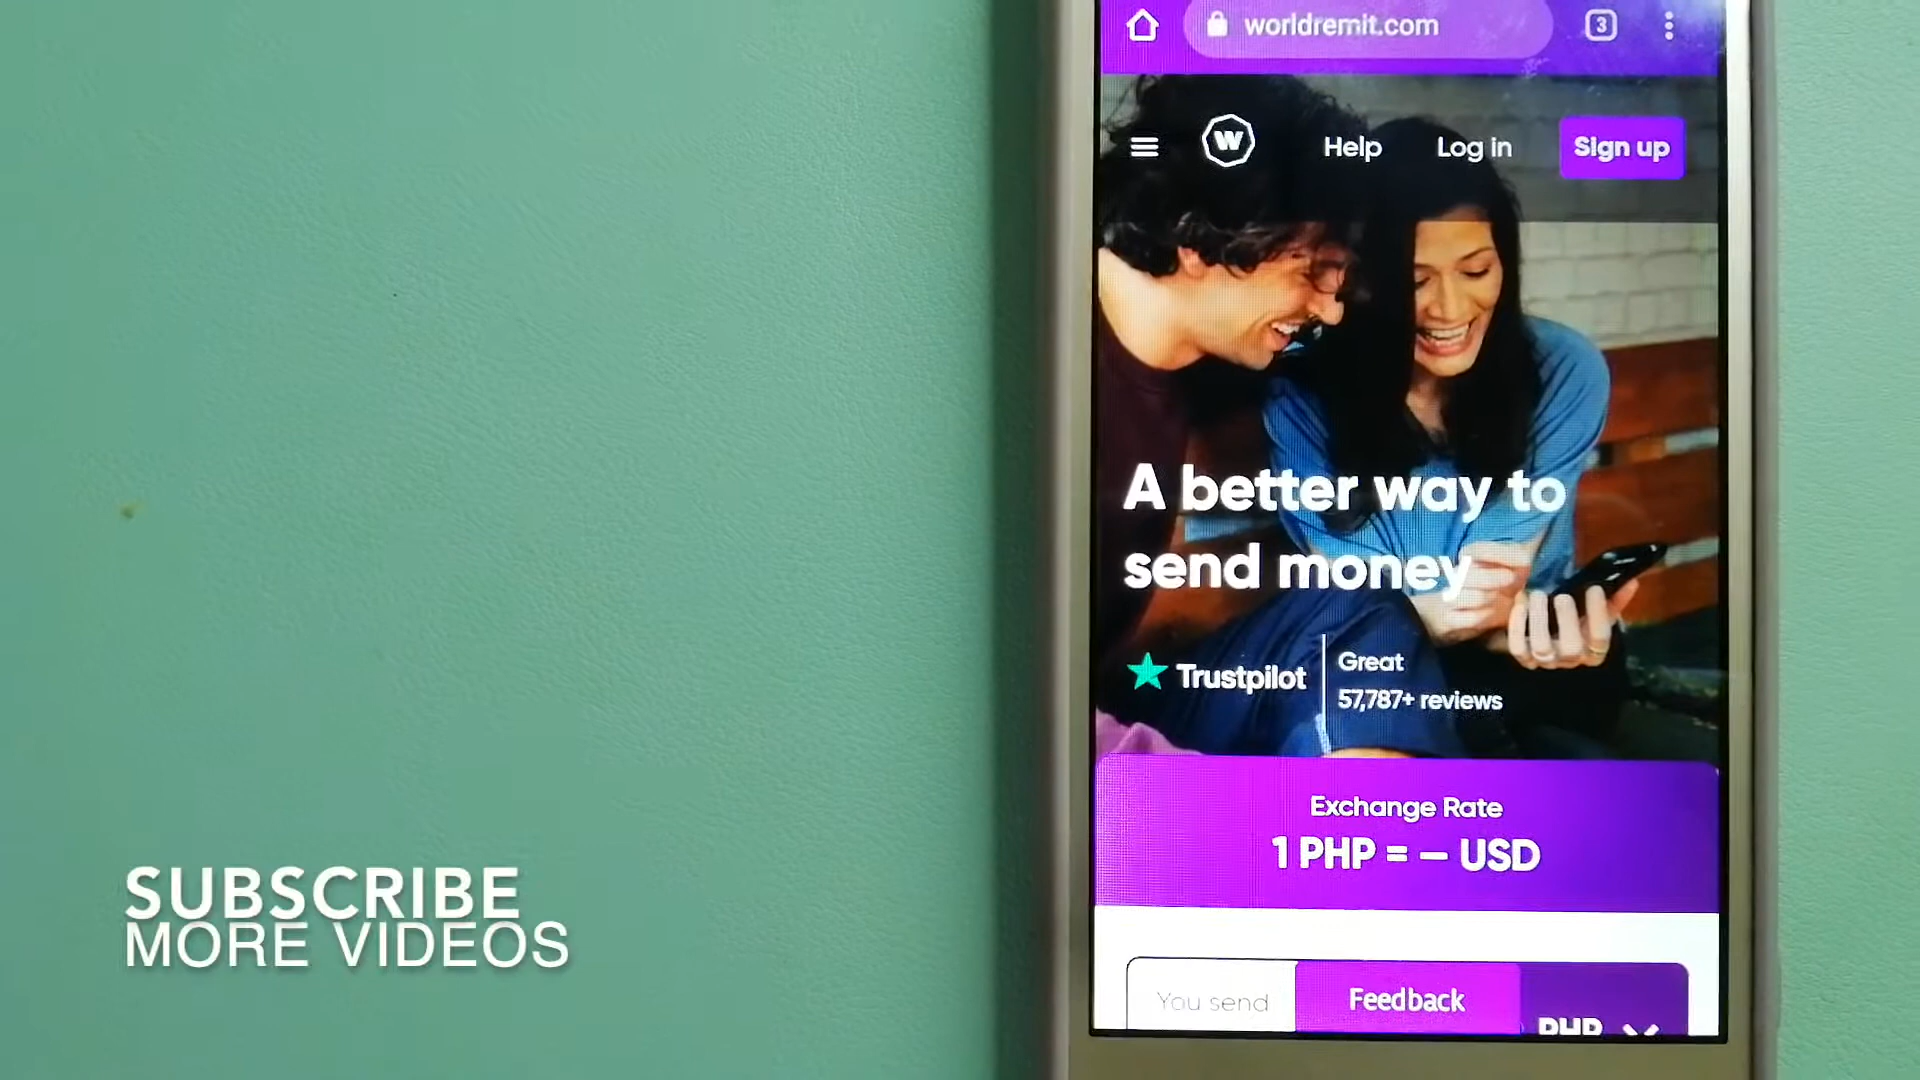 worldremit.com
3
W
Help
Log in
Sign up
A better way to
send money
Trustpilot
Great
57,787+ reviews
Exchange Rate
1 PHP = — USD
You send
Feedback
PHP
SUBSCRIBE
MORE VIDEOS